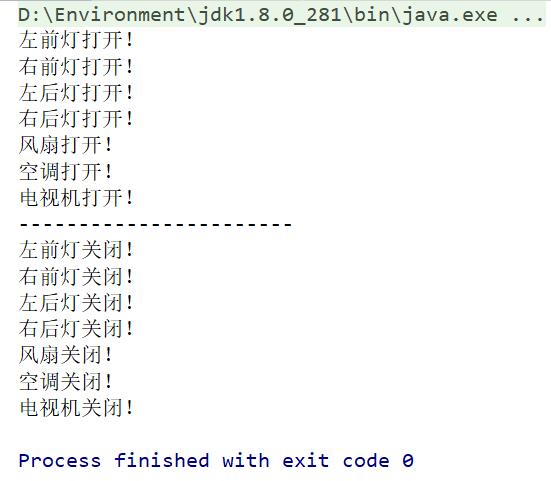 D:\Environment\jdk1.8.0_281\bin\java.exe ...
左前灯打开！
右前灯打开！
左后灯打开！
右后灯打开！
风扇打开！
空调打开！
电视机打开！
-----------------------
左前灯关闭！
右前灯关闭！
左后灯关闭！
右后灯关闭！
风扇关闭！
空调关闭！
电视机关闭！
Process finished with exit code 0